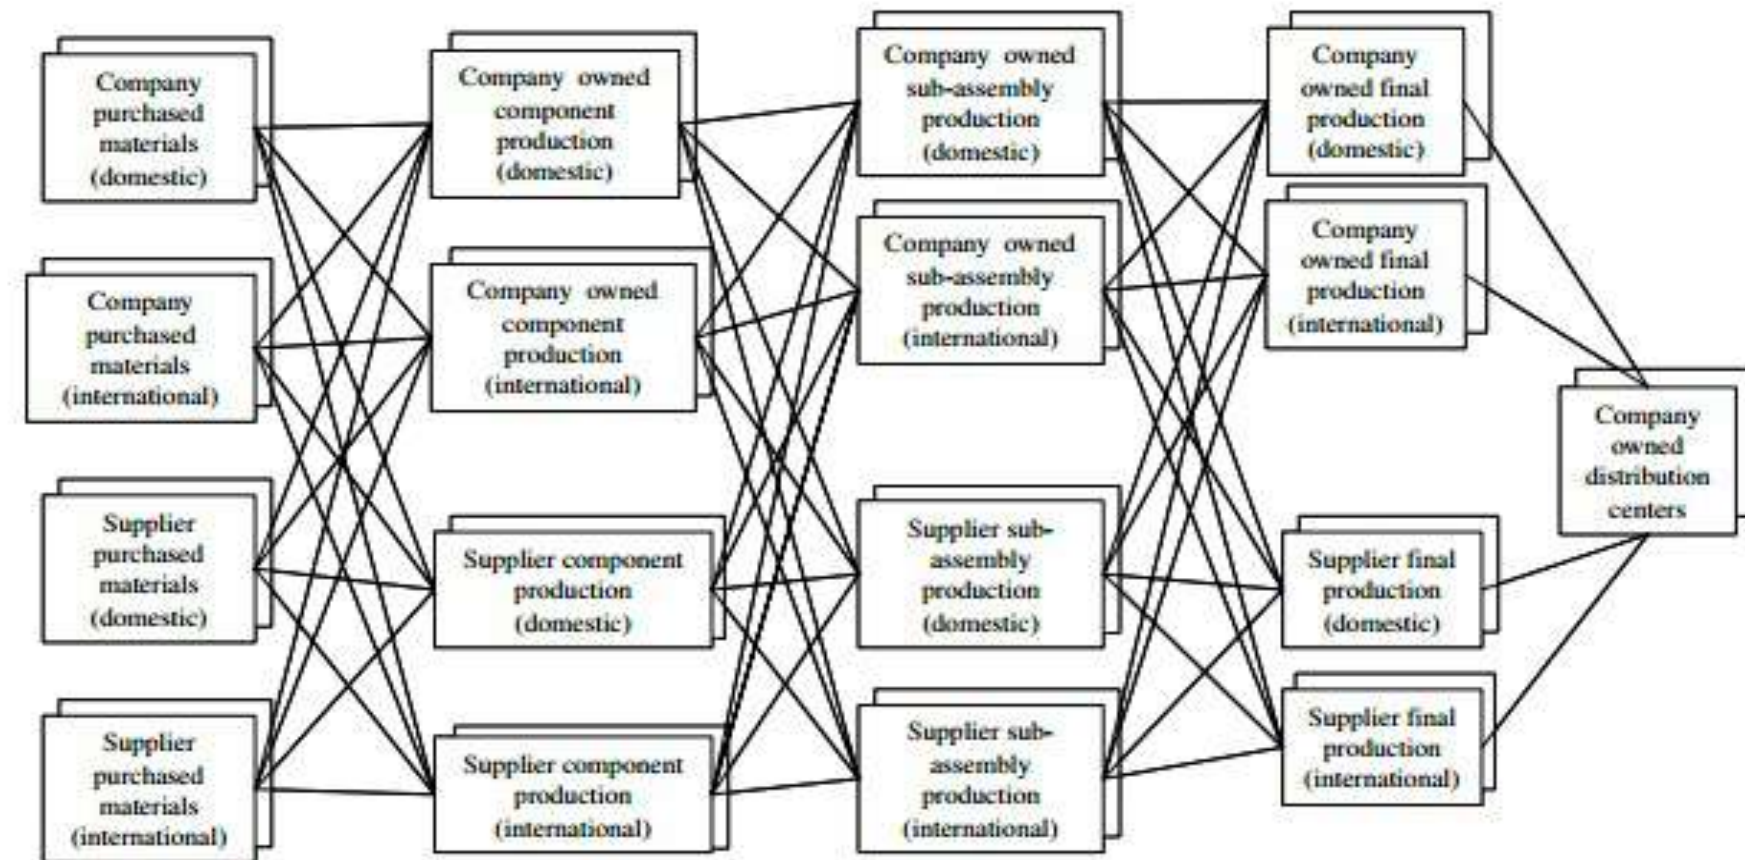 Company
purchased
materials
(domestic)
Company
purchased
materials
(international)
Supplier
purchased
materials
(domestic)
Supplier
purchased
materials
(international)
Company owned
component
production
(domestic)
Company owned
component
production
(international)
Supplier component
production
(domestic)
Supplier component
production
(international)
Company owned
sub-assembly
production
(domestic)
Company owned
sub-assembly
production
(international)
Supplier sub-
assembly
production
(domestic)
Supplier sub-
assembly
production
(international)
Company
owned final
production
(domestic)
Company
owned final
production
(international)
Supplier final
production
(domestic)
Supplier final
production
(international)
Company
owned
distribution
centers